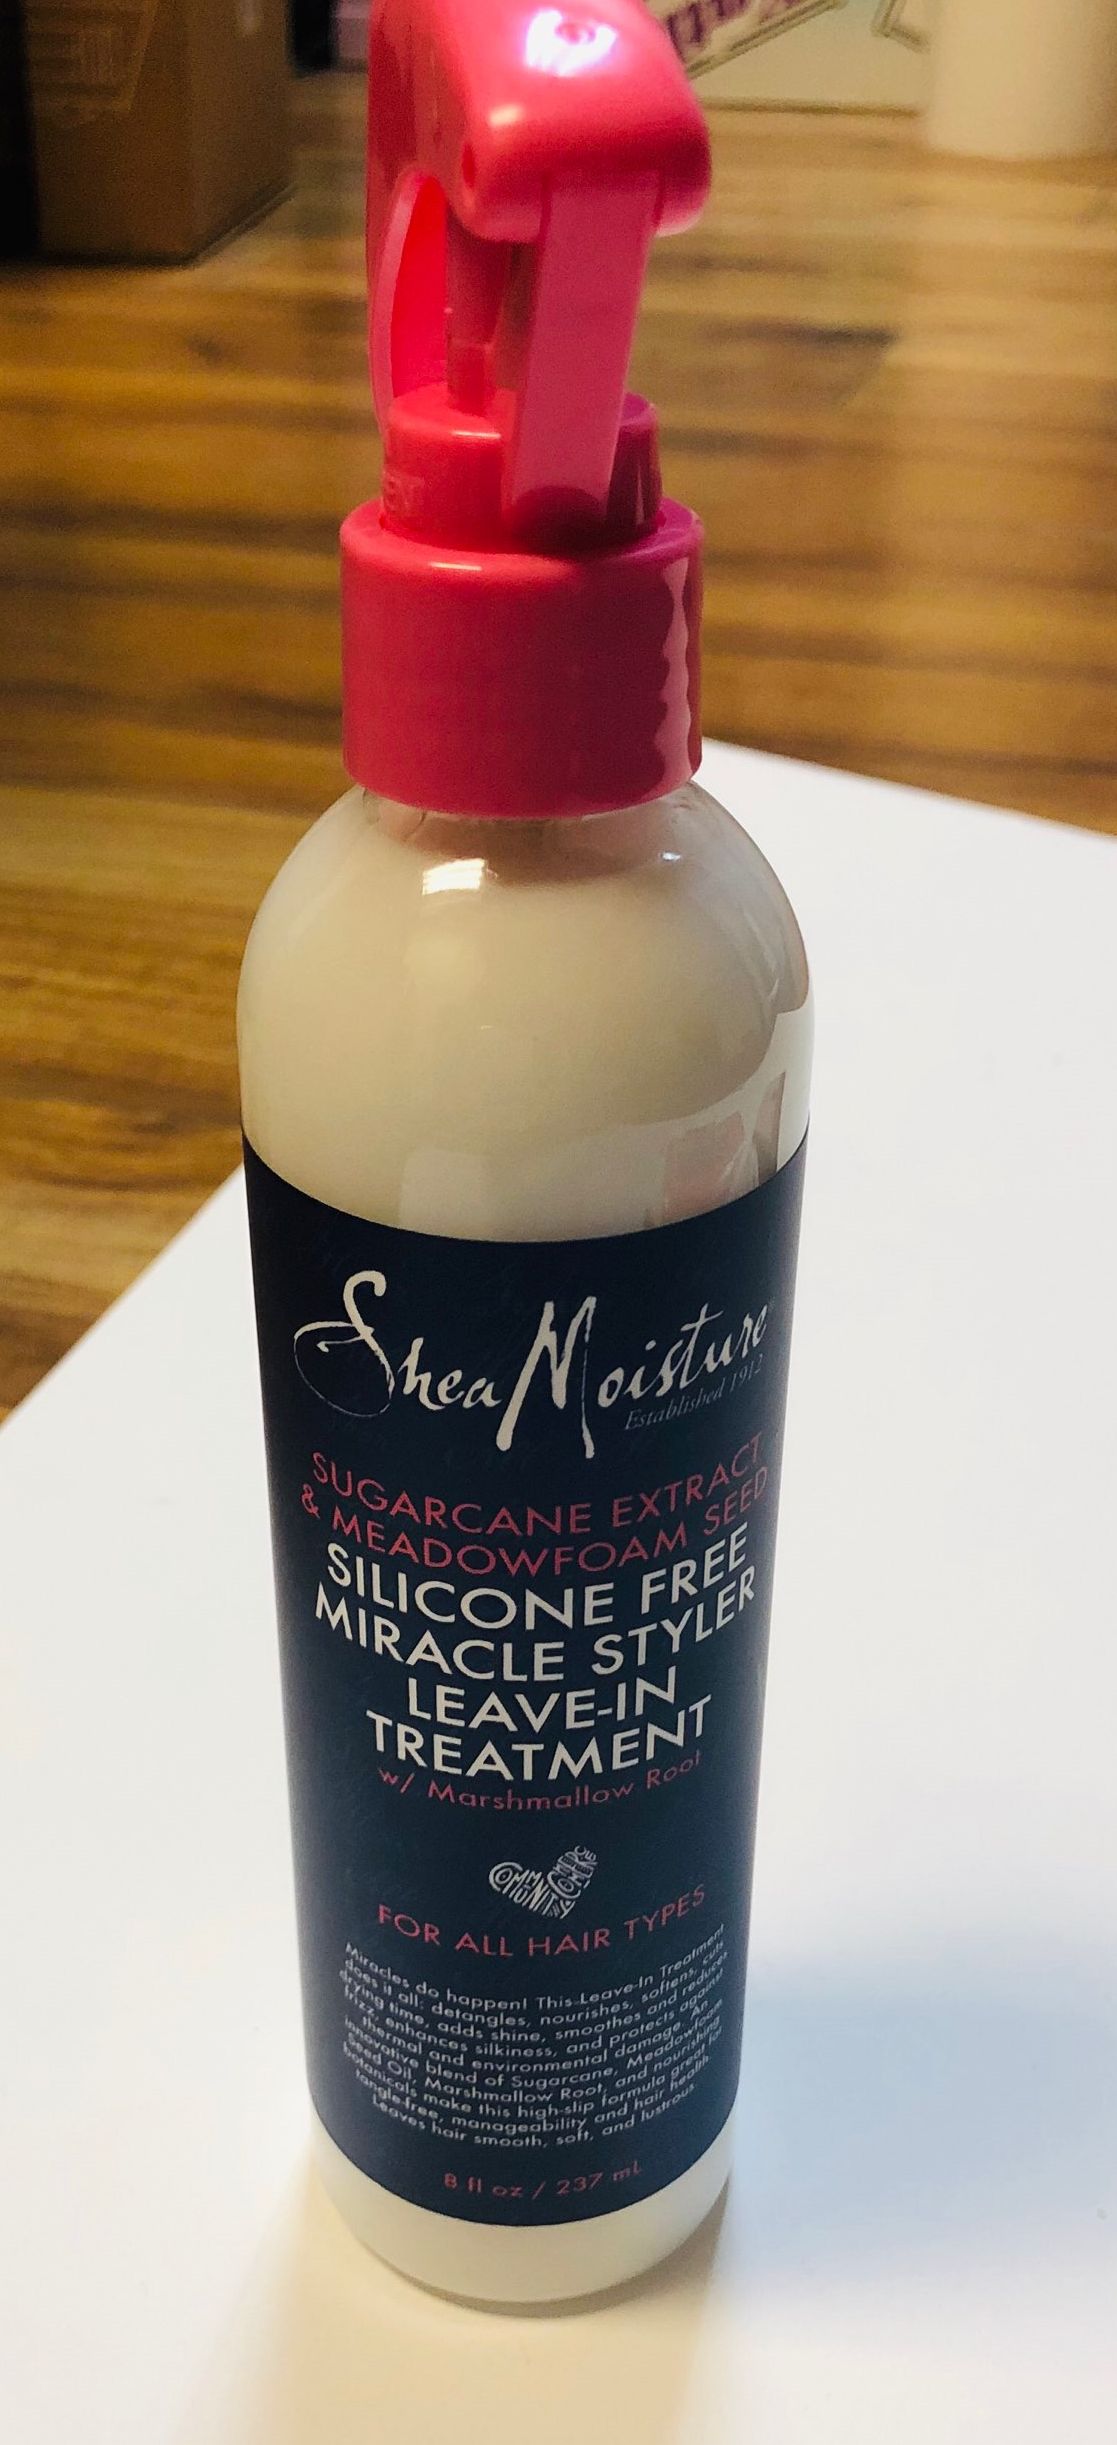 Shea Moisture
Established 1912
SUGARCANE EXTRACT
& MEADOWFOAM SEED
SILICONE FREE
MIRACLE STYLER
LEAVE-IN
TREATMENT
w/ Marshmallow Root
COMMUNITY COMMERCE
FOR ALL HAIR TYPES
Miracles do happen! This Leave-In Treatment
does it all: detangles, nourishes, softens, cuts
drying time, adds shine, smoothes and reduces
frizz, enhances silkiness, and protects against
thermal and environmental damage. An
innovative blend of Sugarcane, Meadowfoam
Seed Oil, Marshmallow Root, and nourishing
botanicals make this high-slip formula great for
tangle-free, manageability and hair health.
Leaves hair smooth, soft, and lustrous.
8 fl oz / 237 mL